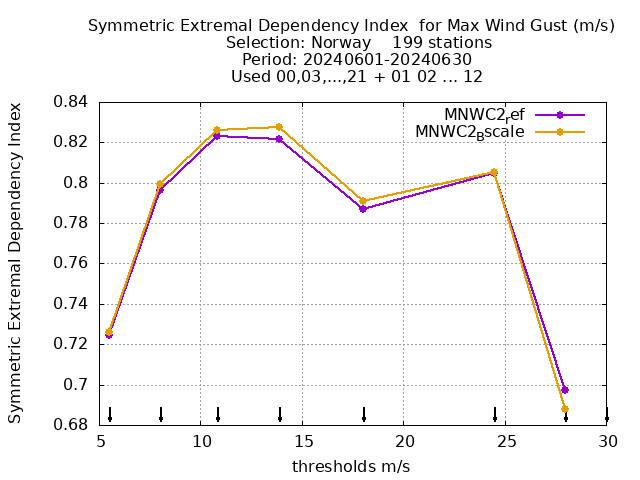 Symmetric Extremal Dependency Index  for Max Wind Gust (m/s)
Selection: Norway    199 stations
Period: 20240601-20240630
Used 00,03,...,21 + 01 02 ... 12
Symmetric Extremal Dependency Index
0.84
0.82
0.8
0.78
0.76
0.74
0.72
0.7
0.68
MNWC2ref
MNWC2Bscale
5
10
15
20
25
30
thresholds m/s